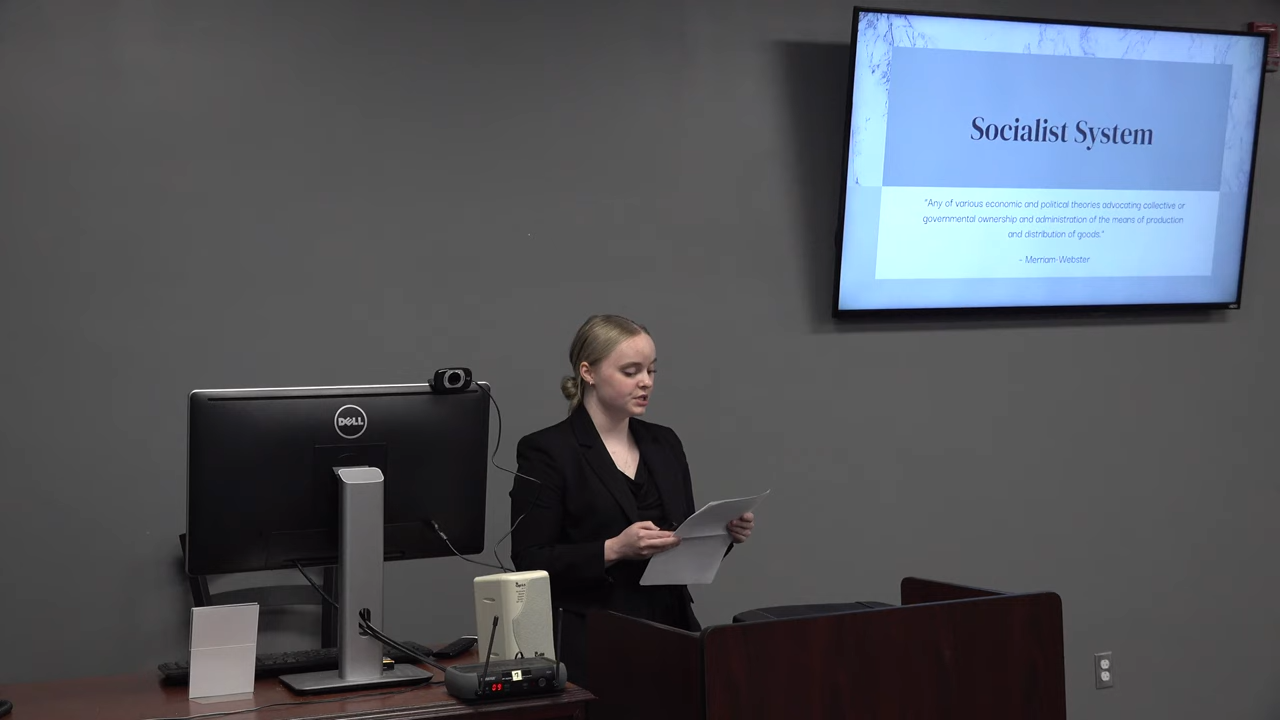 Socialist System
"Any of various economic and political theories advocating collective or
governmental ownership and administration of the means of production
and distribution of goods."
- Merriam-Webster
DELL
09